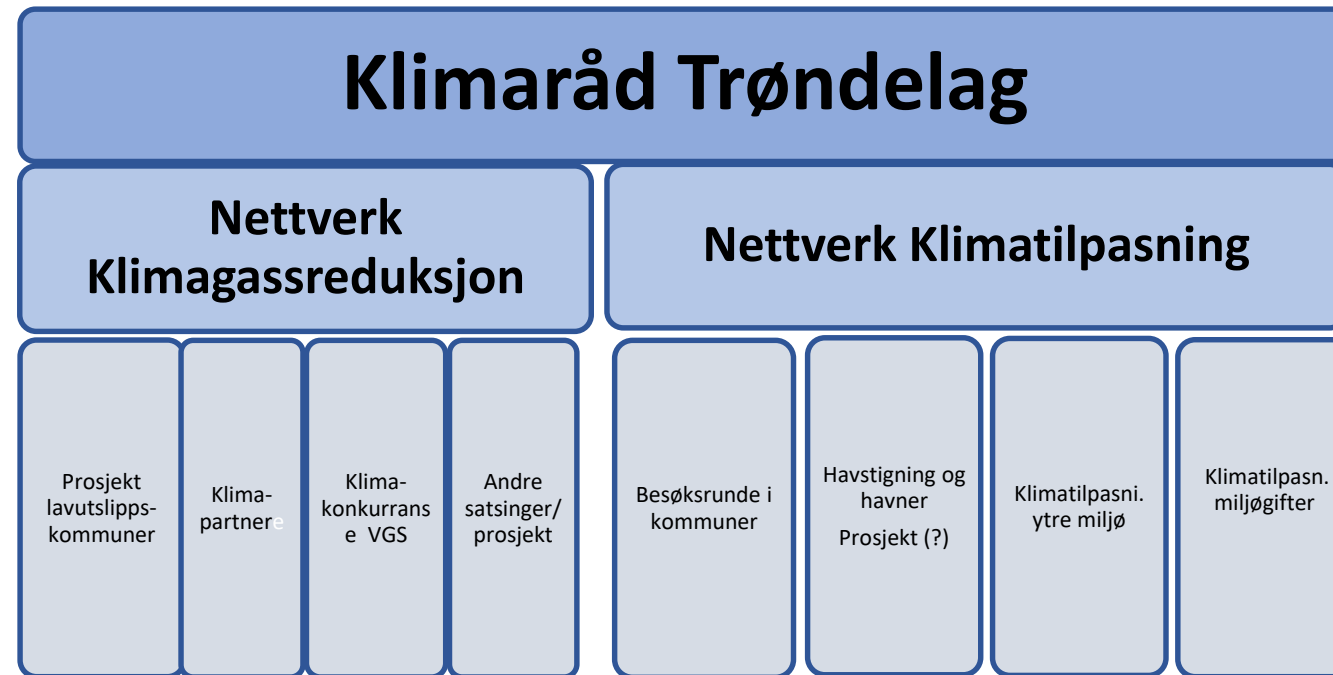 Klimaråd Trøndelag
Nettverk
Klimagassreduksjon
Nettverk Klimatilpasning
Prosjekt
lavutslipps-
kommuner
Klima-
partnere
Klima-
konkurrans
e VGS
Andre
satsinger/
prosjekt
Besøksrunde i
kommuner
Havstigning og
havner
Prosjekt (?)
Klimatilpasni.
ytre miljø
Klimatilpasn.
miljøgifter